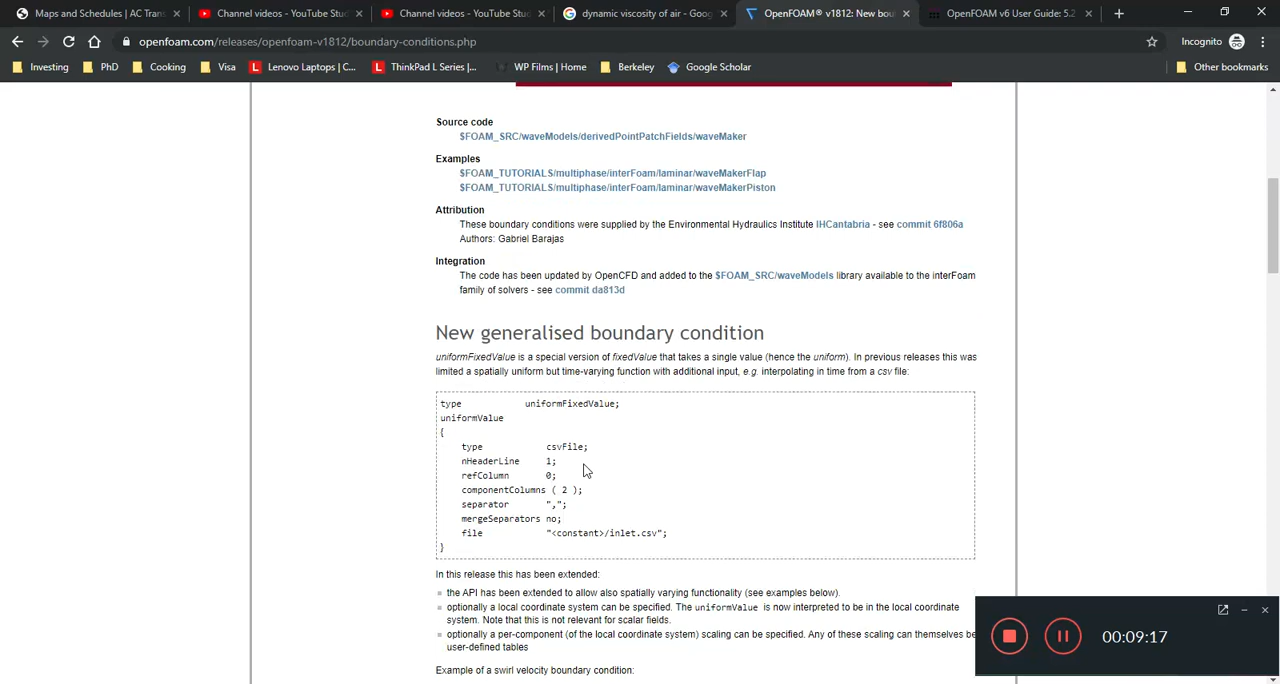 Maps and Schedules | AC Tran
Channel videos - YouTube Stu
Channel videos - YouTube Stu
dynamic viscosity of air - Goog
OpenFOAM® v1812: New bou
OpenFOAM v6 User Guide: 5.2
openfoam.com/releases/openfoam-v1812/boundary-conditions.php
Incognito
Investing
PhD
Cooking
Visa
Lenovo Laptops | C...
ThinkPad L Series |...
WP Films | Home
Berkeley
Google Scholar
Other bookmarks
Source code
$FOAM_SRC/waveModels/derivedPointPatchFields/waveMaker
Examples
$FOAM_TUTORIALS/multiphase/interFoam/laminar/waveMakerFlap
$FOAM_TUTORIALS/multiphase/interFoam/laminar/waveMakerPiston
Attribution
These boundary conditions were supplied by the Environmental Hydraulics Institute IHCantabria - see commit 6f806a
Authors: Gabriel Barajas
Integration
The code has been updated by OpenCFD and added to the $FOAM_SRC/waveModels library available to the interFoam
family of solvers - see commit da813d
New generalised boundary condition
uniformFixedValue is a special version of fixedValue that takes a single value (hence the uniform). In previous releases this was
limited a spatially uniform but time-varying function with additional input, e.g. interpolating in time from a csv file:
type uniformFixedValue;
uniformValue
{
type csvFile;
nHeaderLine 1;
refColumn 0;
componentColumns ( 2 );
separator ",";
mergeSeparators no;
file "<constant>/inlet.csv";
}
In this release this has been extended:
the API has been extended to allow also spatially varying functionality (see examples below).
optionally a local coordinate system can be specified. The uniformValue is now interpreted to be in the local coordinate
system. Note that this is not relevant for scalar fields.
optionally a per-component (of the local coordinate system) scaling can be specified. Any of these scaling can themselves be
user-defined tables
Example of a swirl velocity boundary condition:
00:09:17